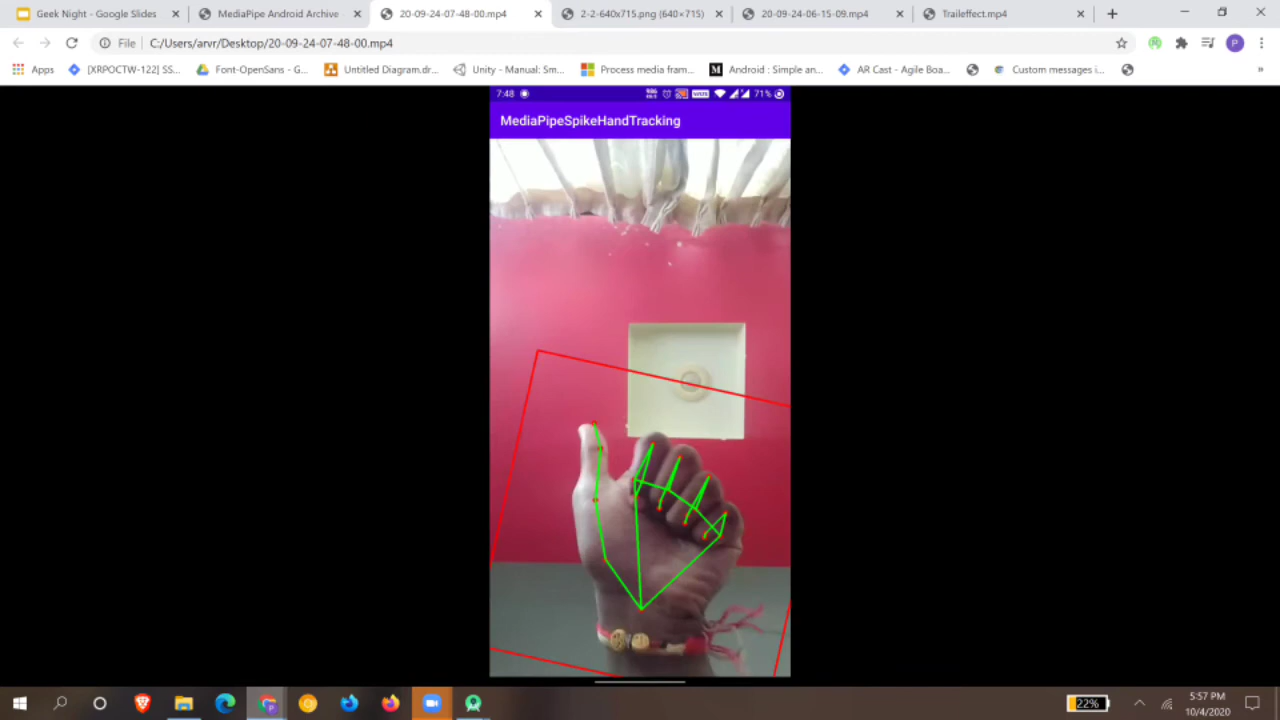 Geek Night - Google Slides
MediaPipe Android Archive
20-09-24-07-48-00.mp4
2-2-640x715.png (640×715)
20-09-24-06-15-09.mp4
Traileffect.mp4
File
C:/Users/arvr/Desktop/20-09-24-07-48-00.mp4
P
Apps
[XRPOCTW-122] SS...
Font-OpenSans - G...
Untitled Diagram.dr...
Unity - Manual: Sm...
Process media fram...
Android : Simple an...
AR Cast - Agile Boa...
Custom messages i...
7:48
71%
MediaPipeSpikeHandTracking
22%
5:57 PM
10/4/2020